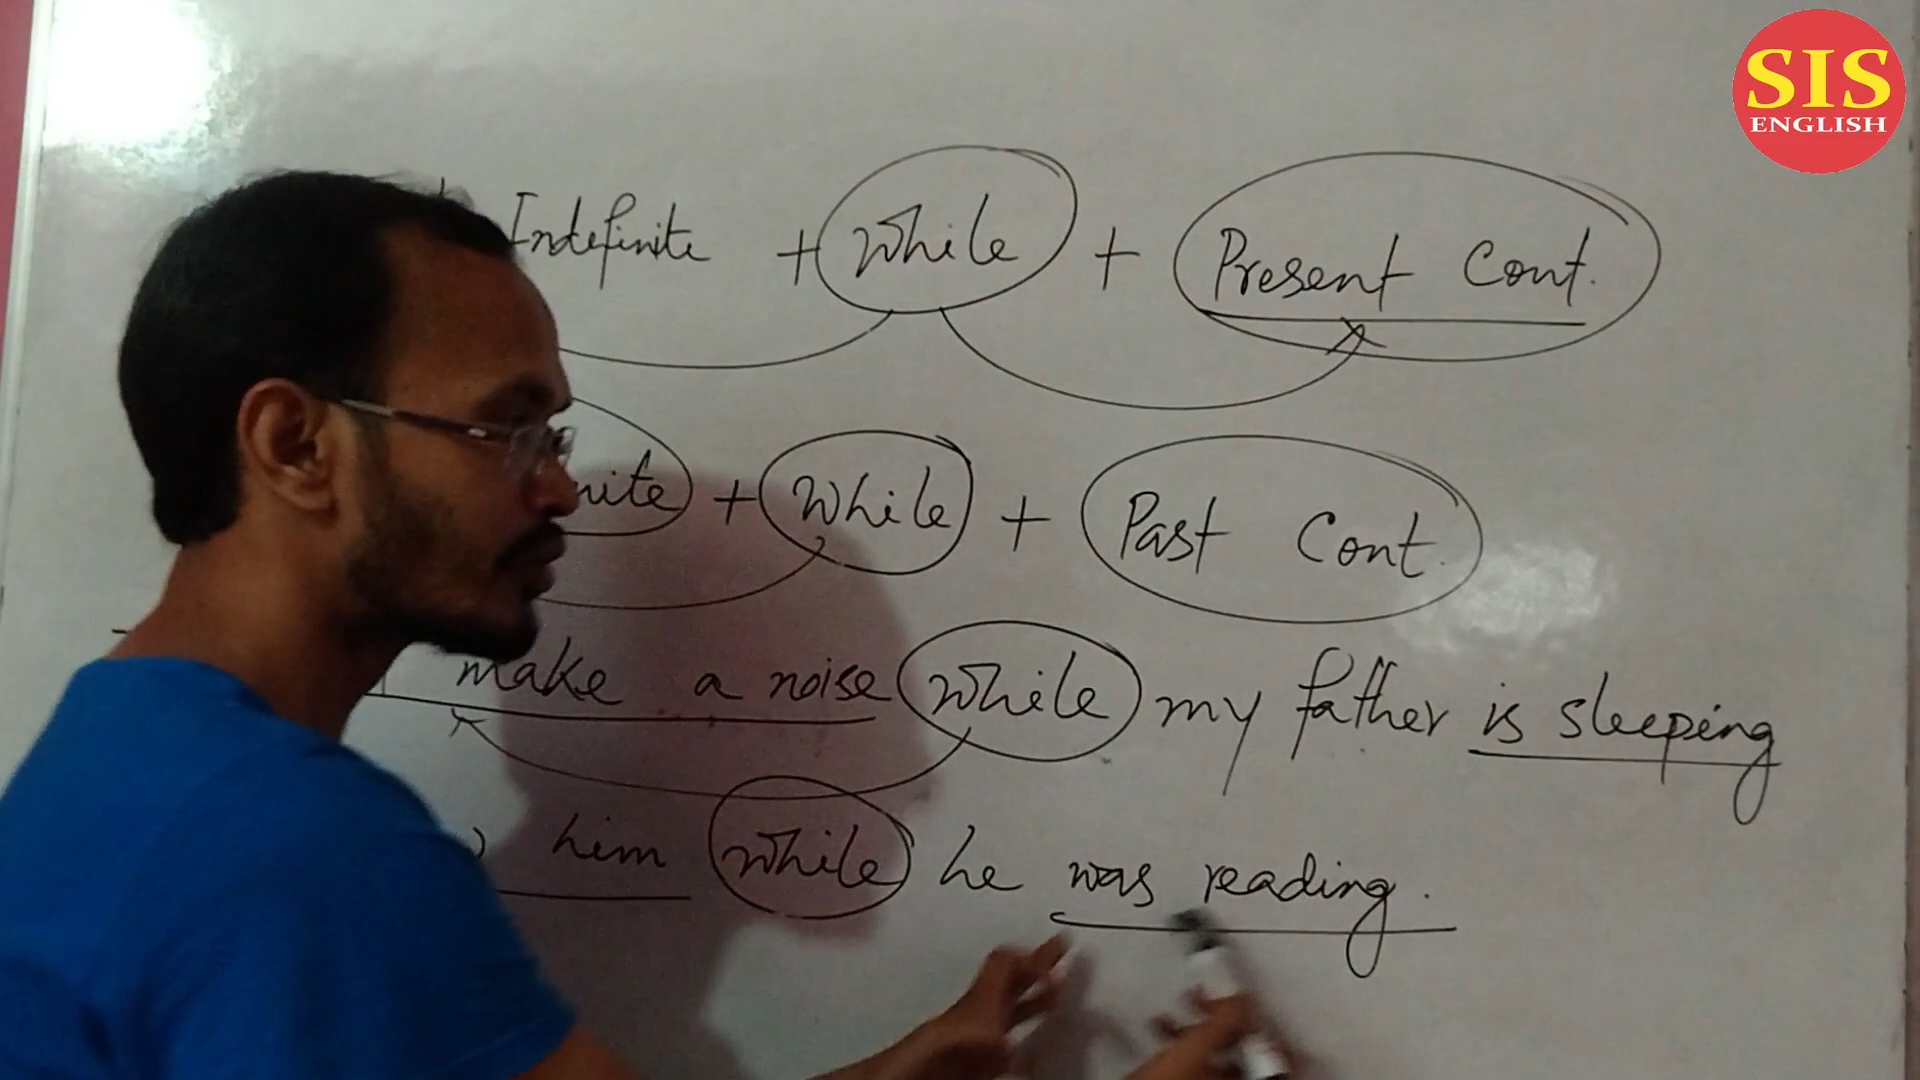 SIS
ENGLISH
Indefinite + While + Present Cont.
+ While + Past Cont.
make a noise while my father is sleeping
him while he was reading.